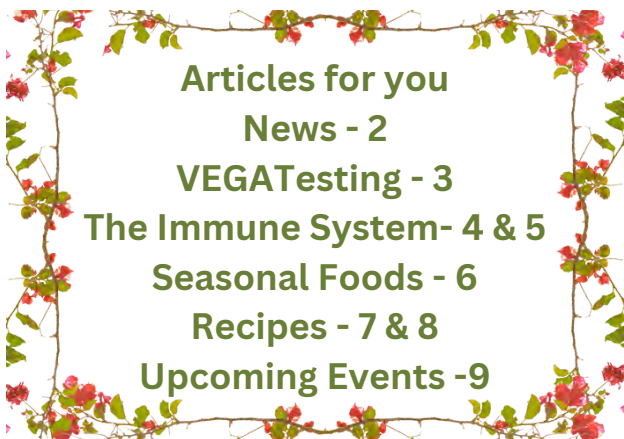 Articles for you
News - 2
VEGATesting - 3
The Immune System- 4 & 5
Seasonal Foods - 6
Recipes - 7 & 8
Upcoming Events -9